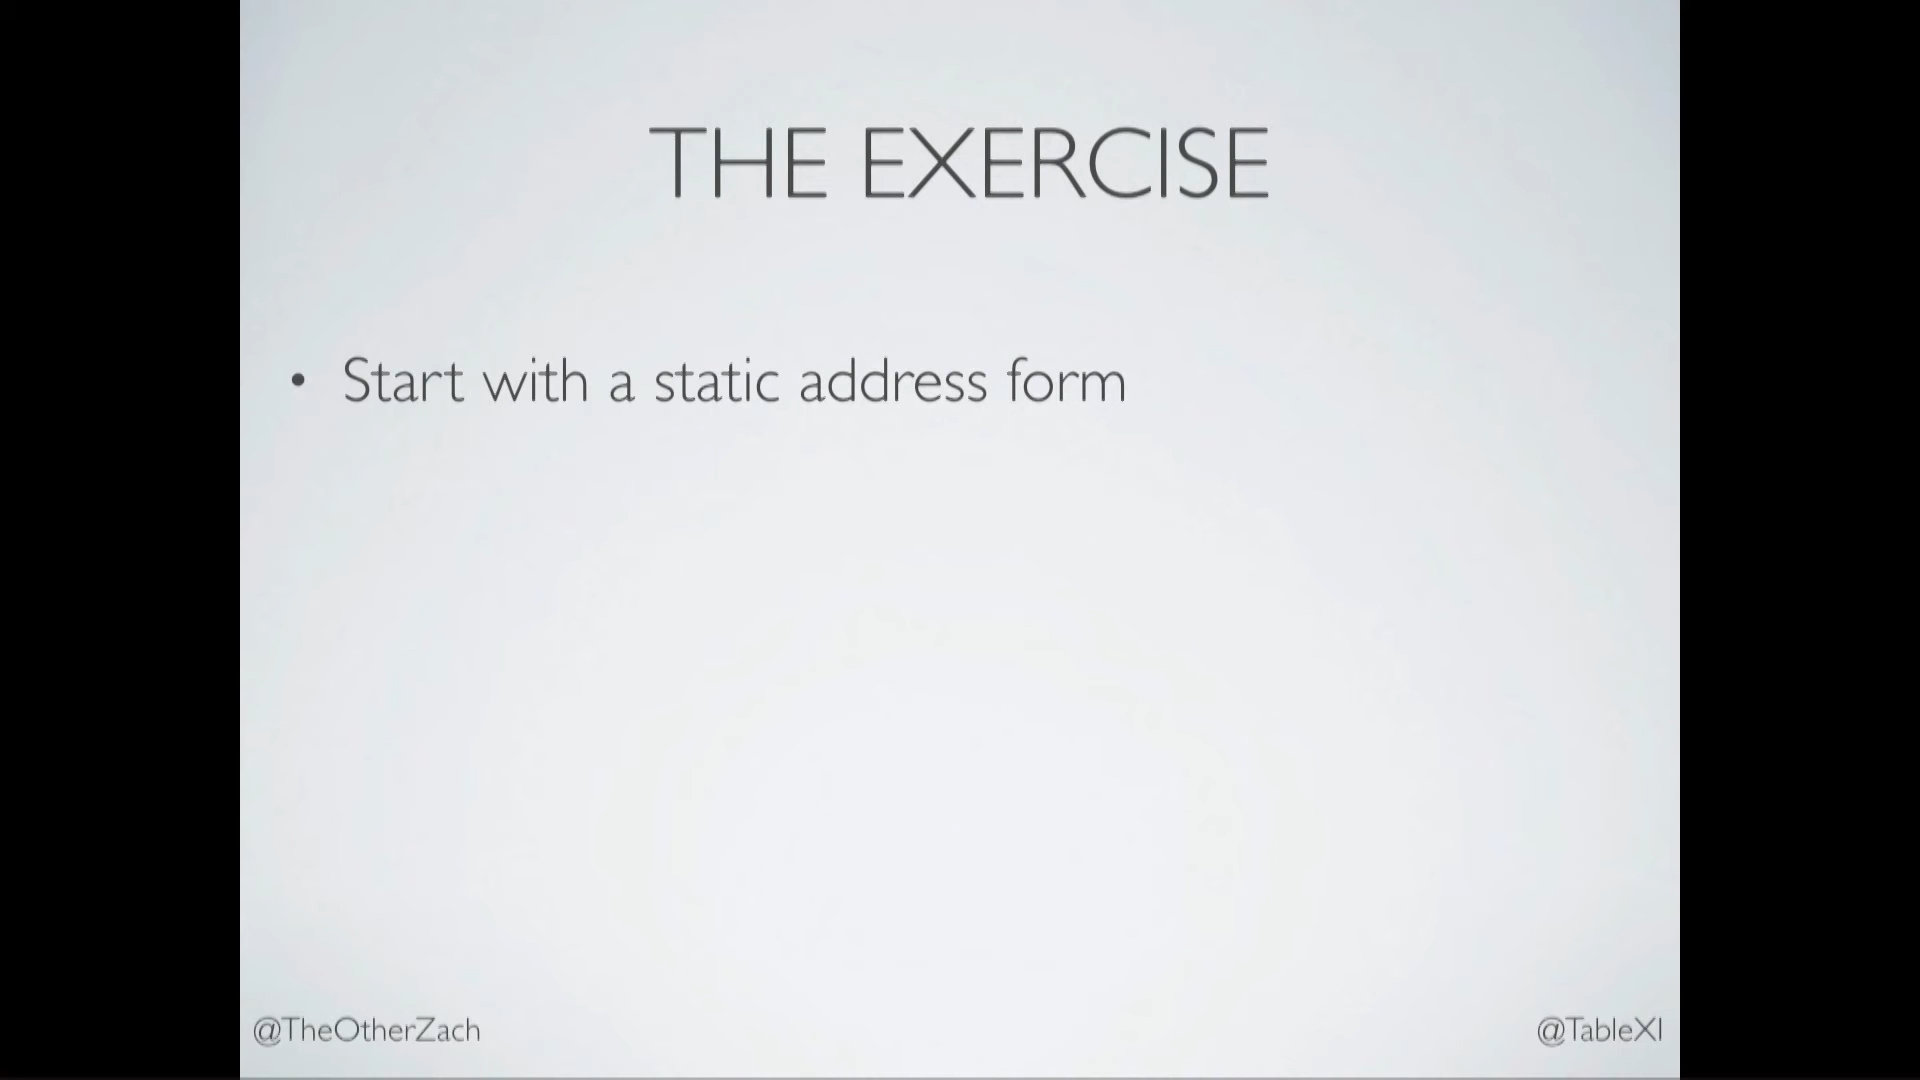 THE EXERCISE
• Start with a static address form
@TheOtherZach
@TableXI